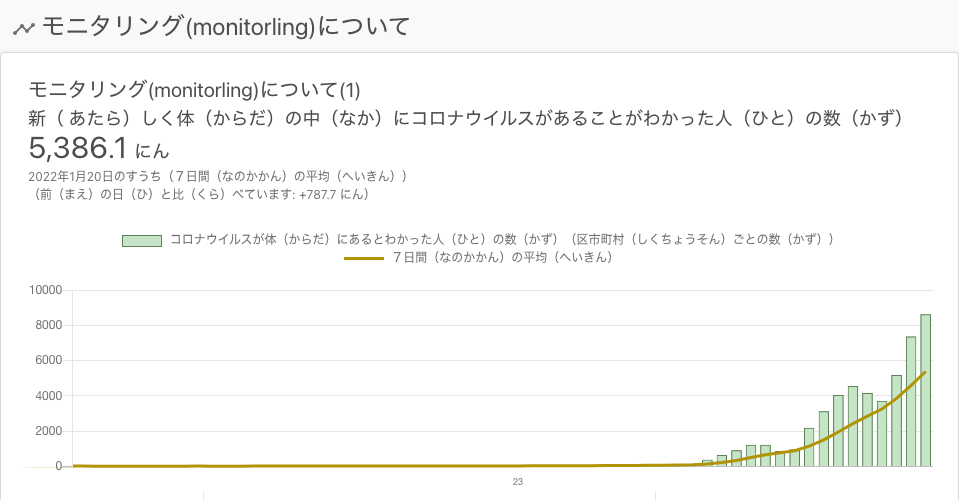 モニタリング(monitorling)について
モニタリング(monitorling)について(1)
新（ あたら）しく体（からだ）の中（なか）にコロナウイルスがあることがわかった人（ひと）の数（かず）
5,386.1 にん
2022年1月20日のすうち（７日間（なのかかん）の平均（へいきん））
（前（まえ）の日（ひ）と比（くら）べています: +787.7 にん）
コロナウイルスが体（からだ）にあるとわかった人（ひと）の数（かず）（区市町村（しくちょうそん）ごとの数（かず））
７日間（なのかかん）の平均（へいきん）
10000
8000
6000
4000
2000
0
23